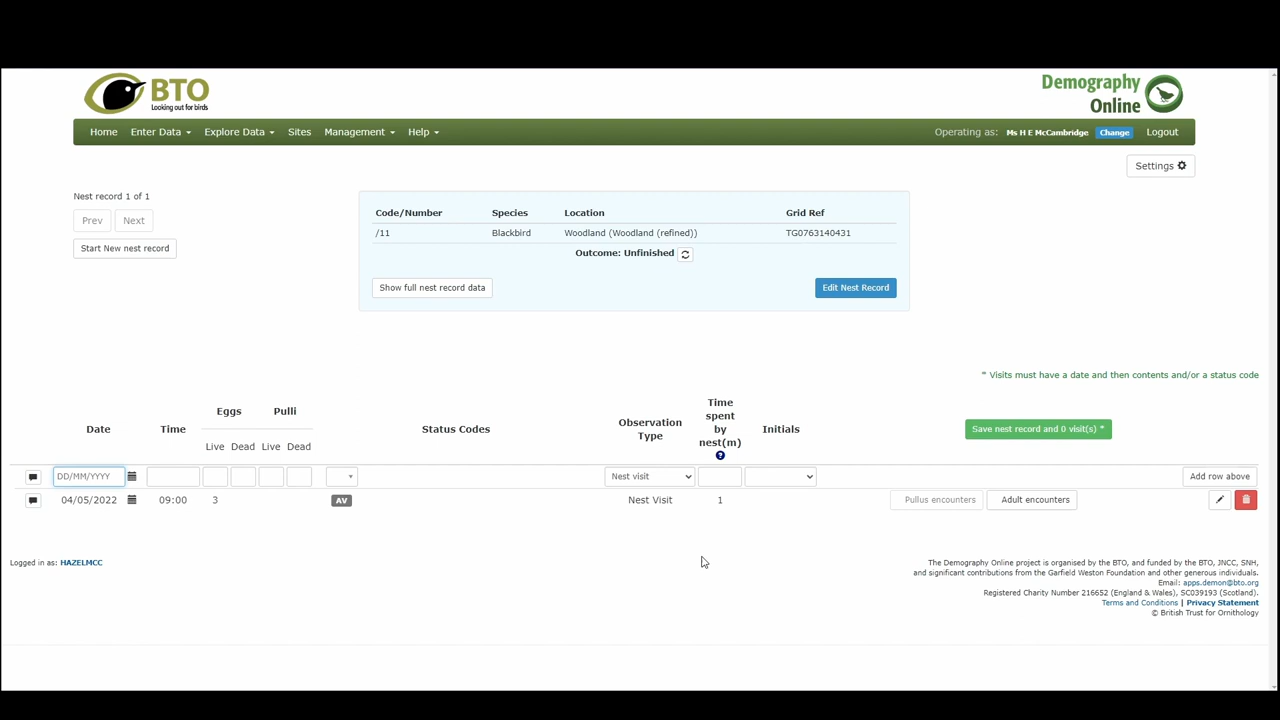 BTO
Looking out for birds
Demography
Online
Home Enter Data Explore Data Sites Management Help Operating as: Ms H E McCambridge Change Logout
Settings
Nest record 1 of 1
Prev Next
Start New nest record
Code/Number Species Location Grid Ref
/11 Blackbird Woodland (Woodland (refined)) TG0763140431
Outcome: Unfinished
Show full nest record data Edit Nest Record
* Visits must have a date and then contents and/or a status code
Date Time Eggs Pulli Status Codes Observation Type Time spent by nest(m) Initials Save nest record and 0 visit(s) *
Live Dead Live Dead
?
DD/MM/YYYY Nest visit Add row above
04/05/2022 09:00 3 AV Nest Visit 1 Pullus encounters Adult encounters
Logged in as: HAZELMCC
The Demography Online project is organised by the BTO, and funded by the BTO, JNCC, SNH,
and significant contributions from the Garfield Weston Foundation and other generous individuals.
Email: apps.demon@bto.org
Registered Charity Number 216652 (England & Wales), SC039193 (Scotland).
Terms and Conditions | Privacy Statement
© British Trust for Ornithology